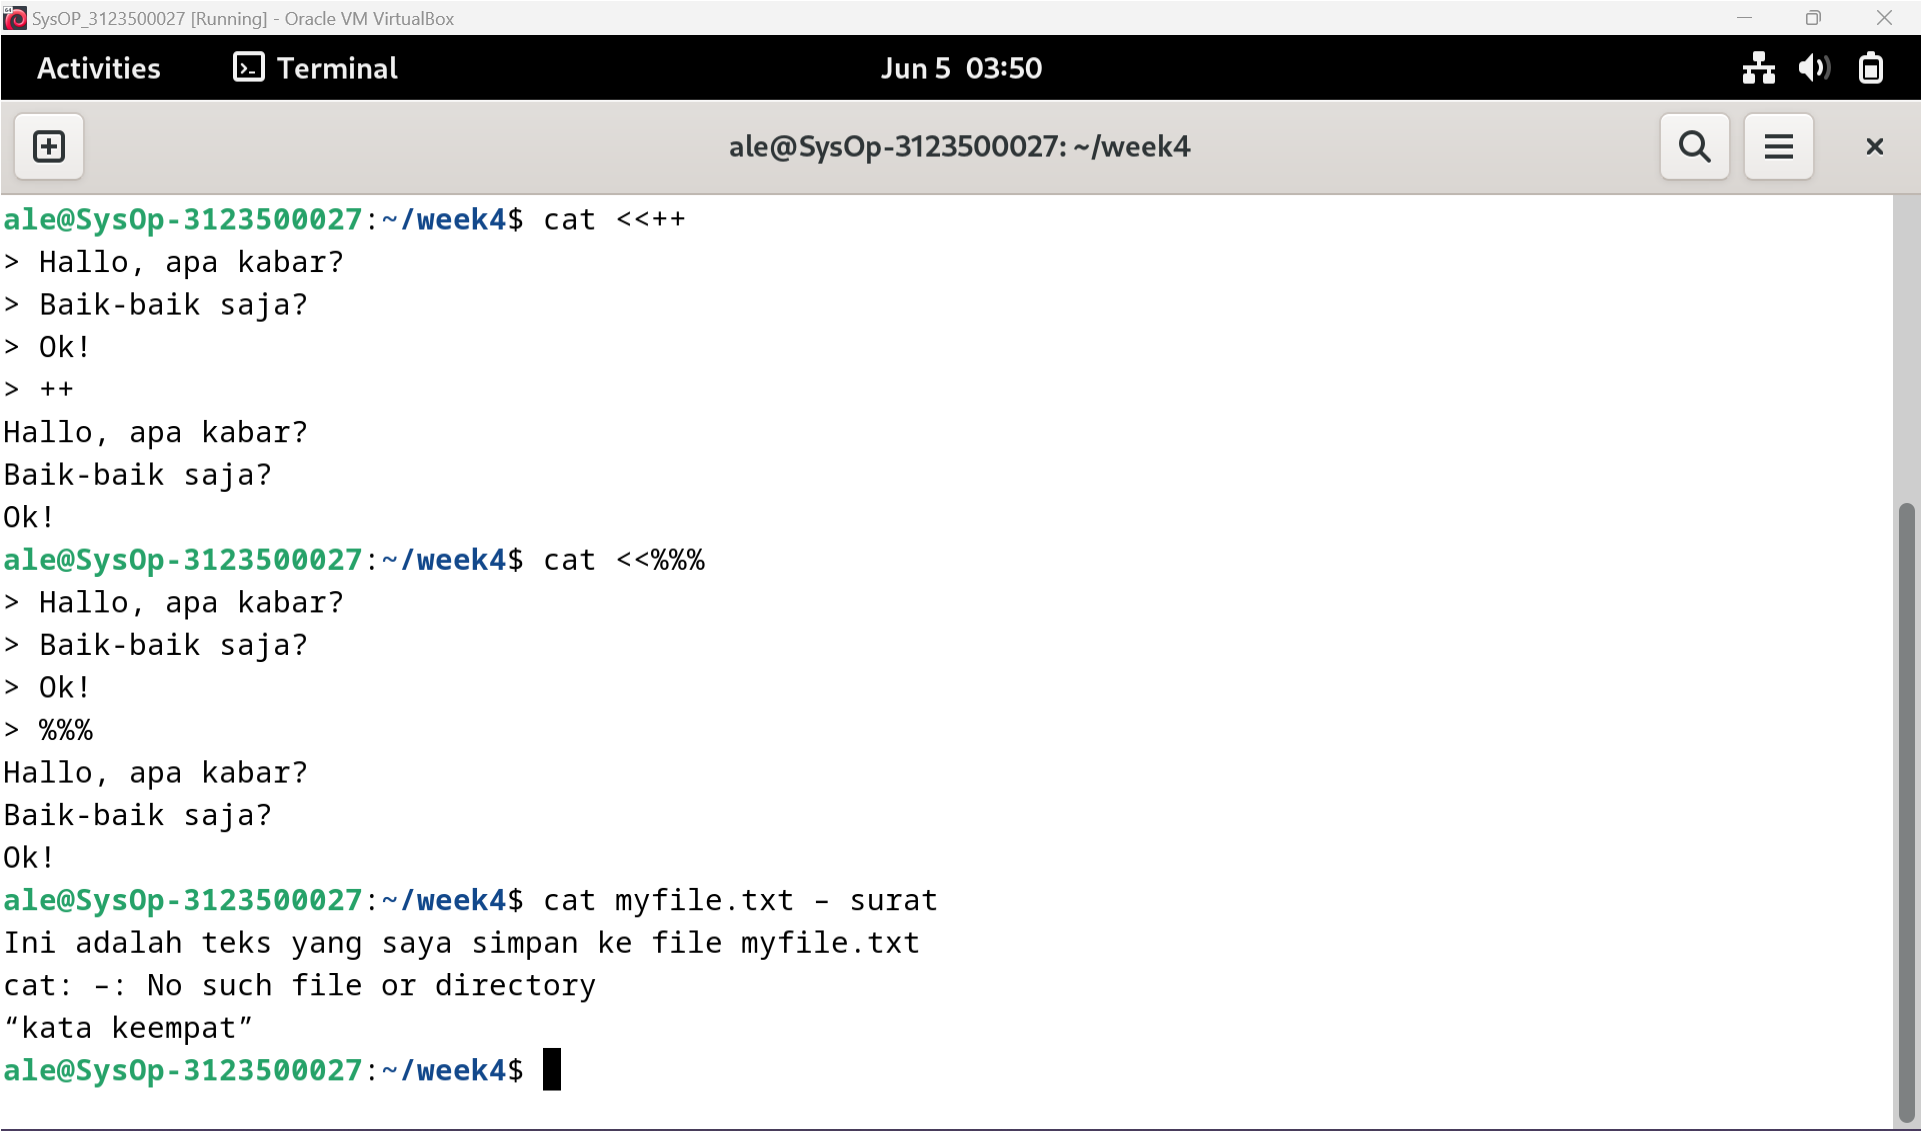 SysOP_3123500027 [Running] - Oracle VM VirtualBox
Activities Terminal Jun 5 03:50
ale@SysOp-3123500027: ~/week4
ale@SysOp-3123500027:~/week4$ cat <<++
> Hallo, apa kabar?
> Baik-baik saja?
> Ok!
> ++
Hallo, apa kabar?
Baik-baik saja?
Ok!
ale@SysOp-3123500027:~/week4$ cat <<%%%
> Hallo, apa kabar?
> Baik-baik saja?
> Ok!
> %%%
Hallo, apa kabar?
Baik-baik saja?
Ok!
ale@SysOp-3123500027:~/week4$ cat myfile.txt – surat
Ini adalah teks yang saya simpan ke file myfile.txt
cat: –: No such file or directory
“kata keempat”
ale@SysOp-3123500027:~/week4$